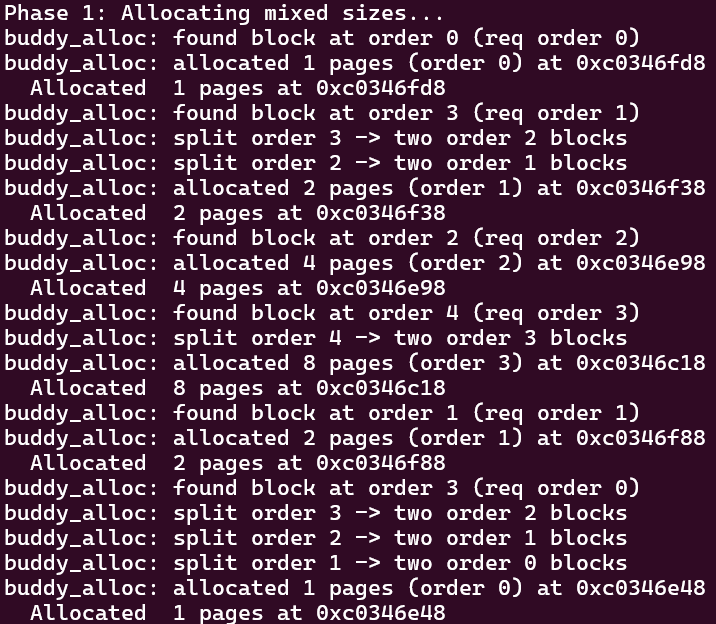 Phase 1: Allocating mixed sizes...
buddy_alloc: found block at order 0 (req order 0)
buddy_alloc: allocated 1 pages (order 0) at 0xc0346fd8
  Allocated  1 pages at 0xc0346fd8
buddy_alloc: found block at order 3 (req order 1)
buddy_alloc: split order 3 -> two order 2 blocks
buddy_alloc: split order 2 -> two order 1 blocks
buddy_alloc: allocated 2 pages (order 1) at 0xc0346f38
  Allocated  2 pages at 0xc0346f38
buddy_alloc: found block at order 2 (req order 2)
buddy_alloc: allocated 4 pages (order 2) at 0xc0346e98
  Allocated  4 pages at 0xc0346e98
buddy_alloc: found block at order 4 (req order 3)
buddy_alloc: split order 4 -> two order 3 blocks
buddy_alloc: allocated 8 pages (order 3) at 0xc0346c18
  Allocated  8 pages at 0xc0346c18
buddy_alloc: found block at order 1 (req order 1)
buddy_alloc: allocated 2 pages (order 1) at 0xc0346f88
  Allocated  2 pages at 0xc0346f88
buddy_alloc: found block at order 3 (req order 0)
buddy_alloc: split order 3 -> two order 2 blocks
buddy_alloc: split order 2 -> two order 1 blocks
buddy_alloc: split order 1 -> two order 0 blocks
buddy_alloc: allocated 1 pages (order 0) at 0xc0346e48
  Allocated  1 pages at 0xc0346e48